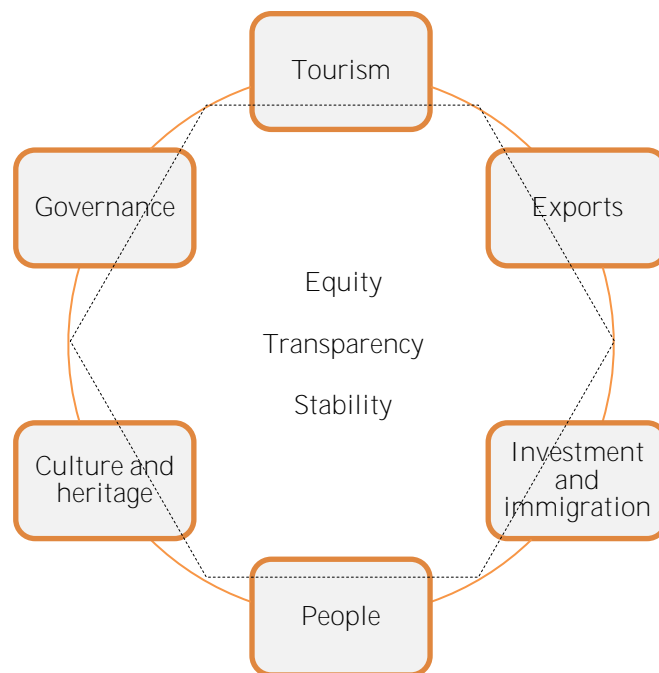 Tourism
Governance
Exports
Equity
Transparency
Stability
Culture and
heritage
Investment
and
immigration
People